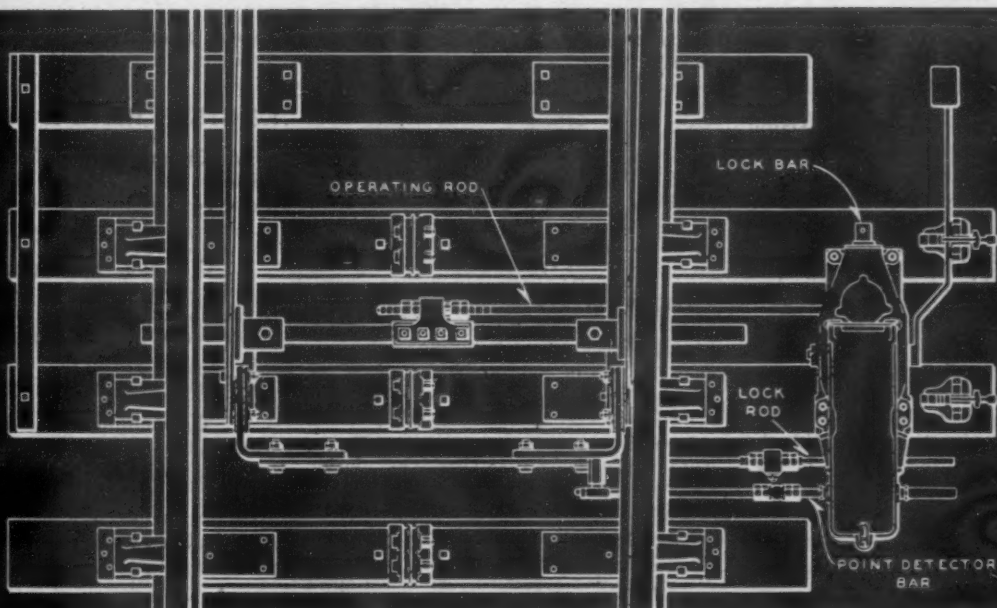 LOCK BAR
OPERATING ROD
LOCK
ROD
POINT DETECTOR
BAR